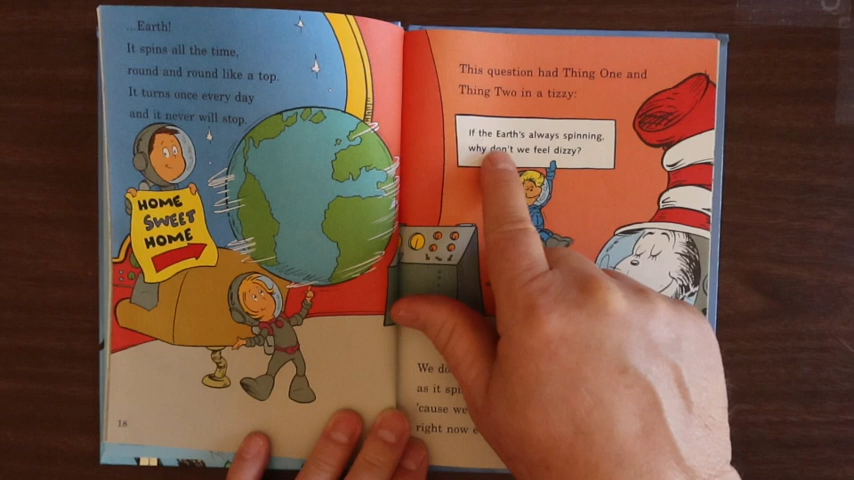 ...Earth!
It spins all the time,
round and round like a top.
It turns once every day
and it never will stop.
HOME
SWEET
HOME
18
This question had Thing One and
Thing Two in a tizzy:
If the Earth's always spinning,
why don't we feel dizzy?
We
as it
'cause we
right now